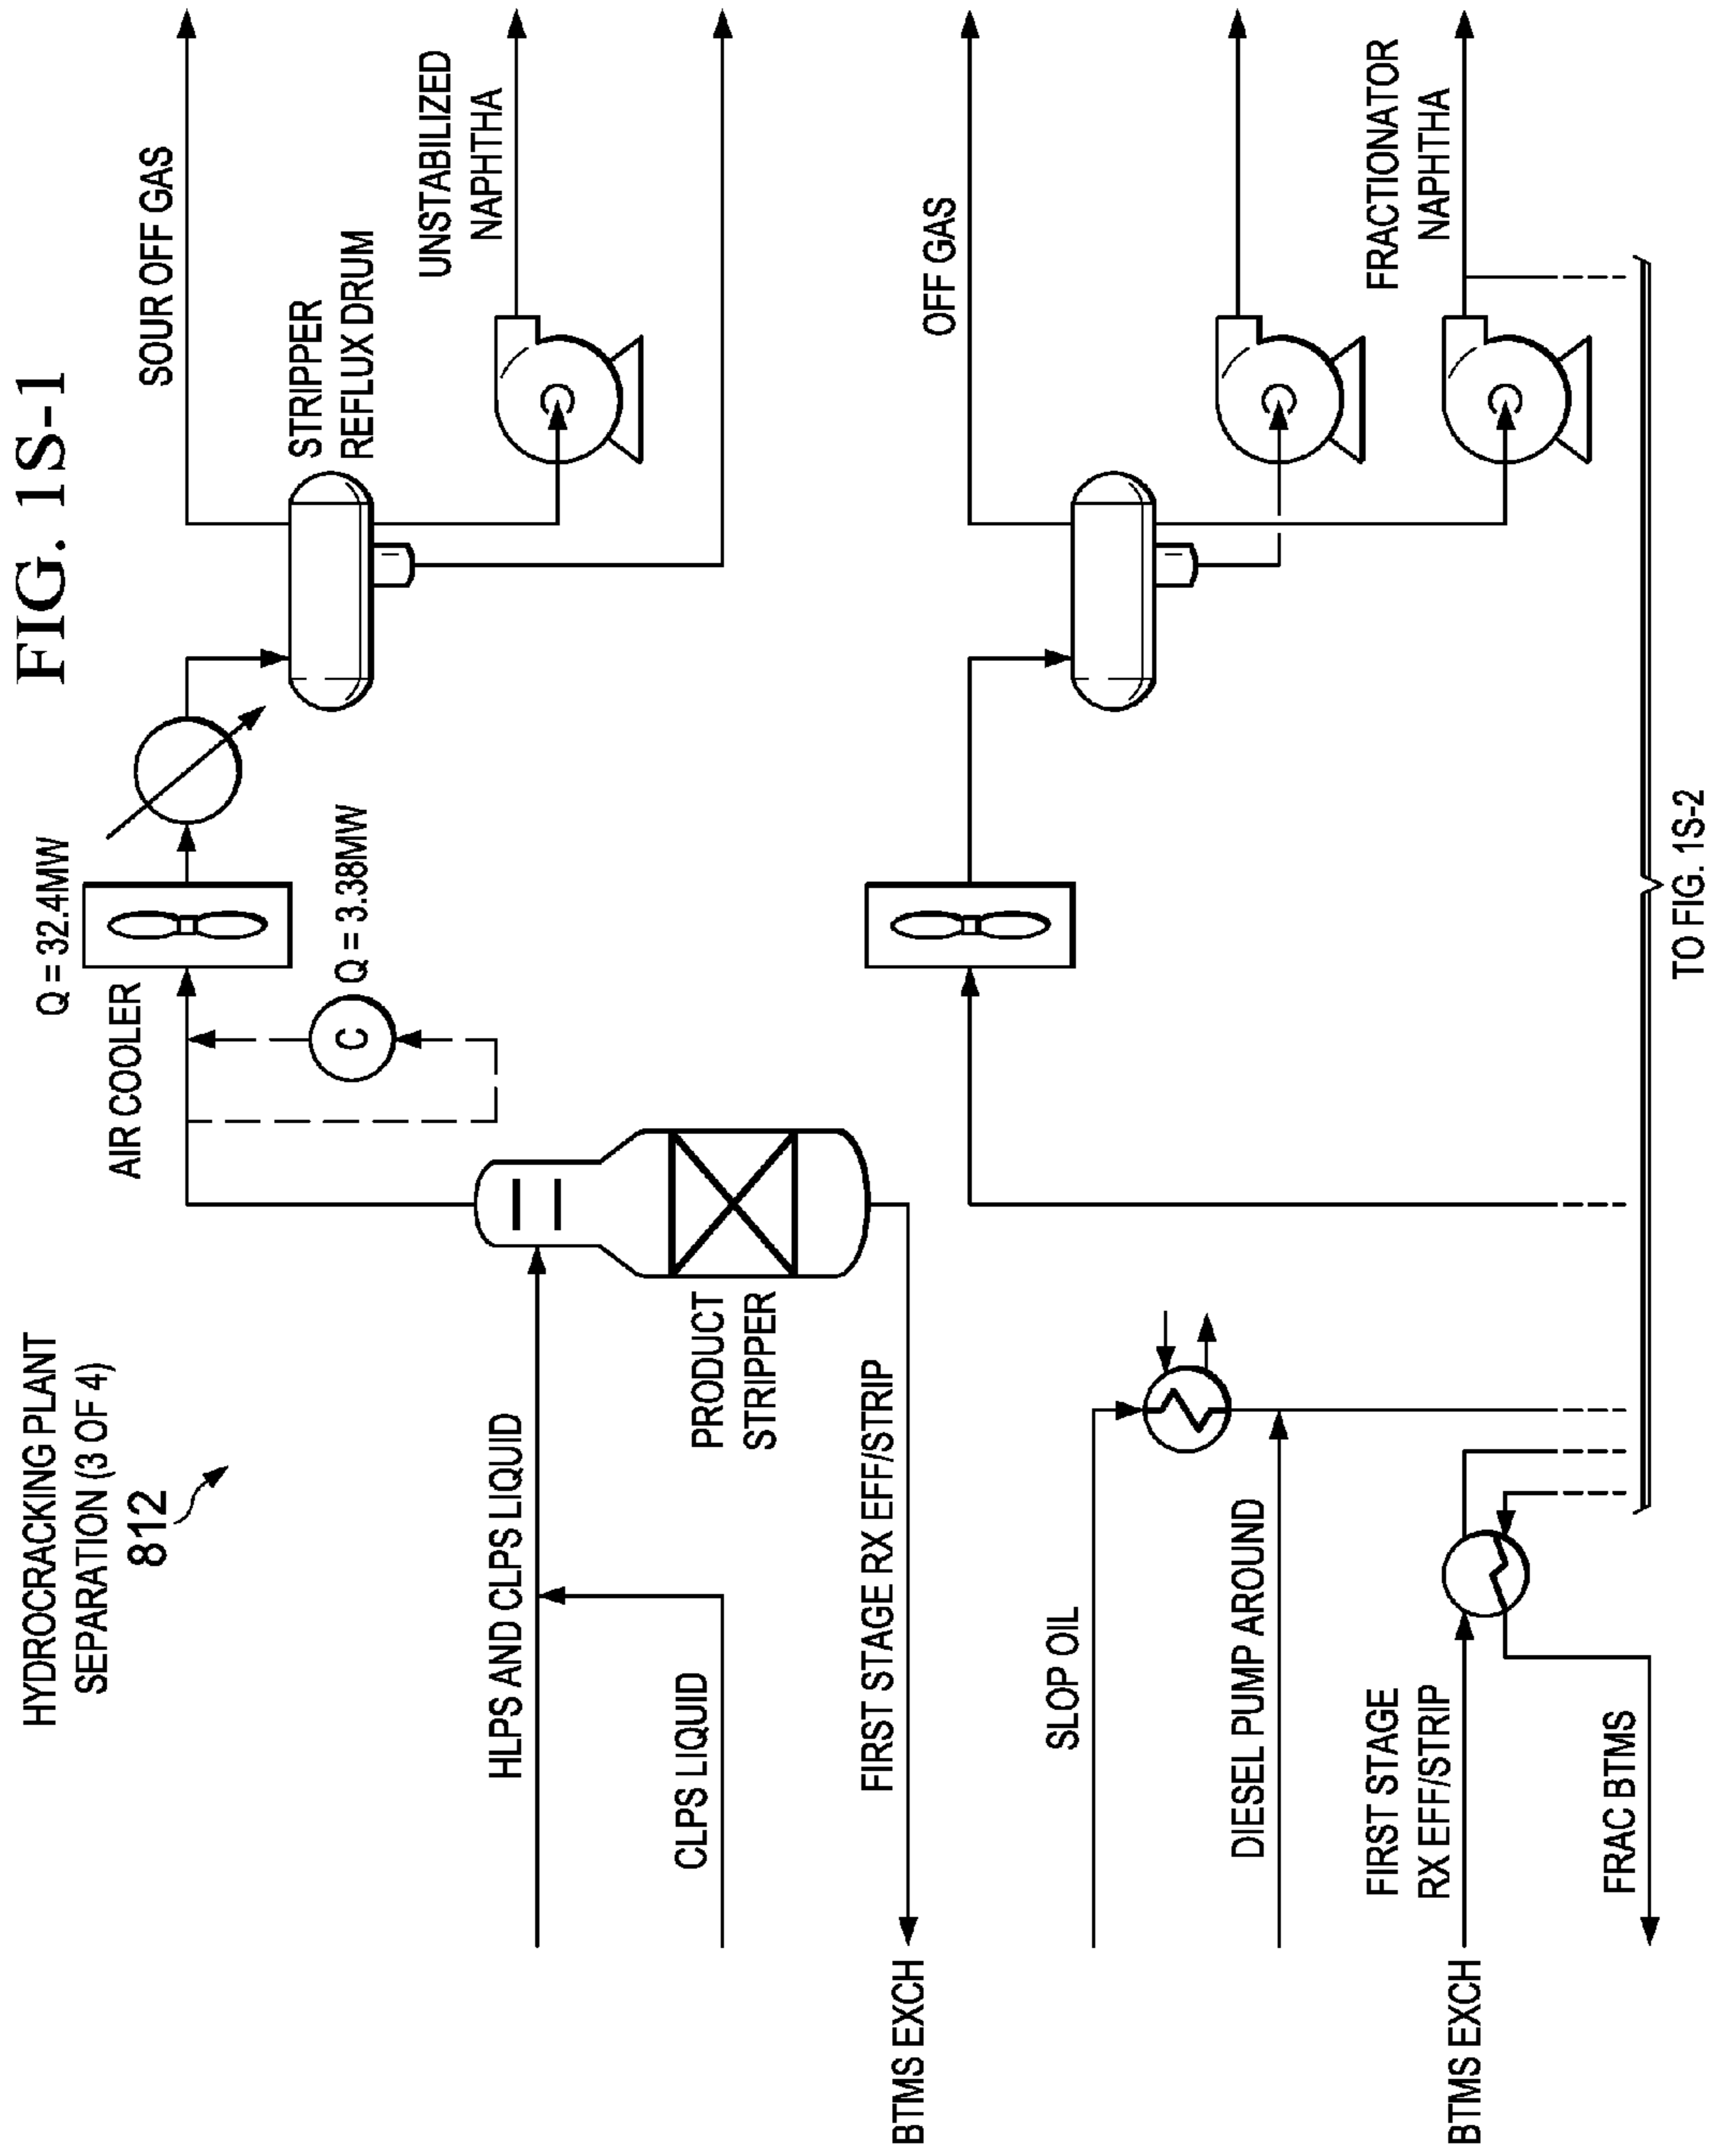 FIG. 1S-1
HYDROCRACKING PLANT
SEPARATION (3 OF 4)
812
Q = 32.4MW
AIR COOLER
SOUR OFF GAS
STRIPPER
REFLUX DRUM
C
Q = 3.38MW
UNSTABILIZED
NAPHTHA
HLPS AND CLPS LIQUID
CLPS LIQUID
PRODUCT
STRIPPER
FIRST STAGE RX EFF/STRIP
BTMS EXCH
OFF GAS
SLOP OIL
DIESEL PUMP AROUND
FIRST STAGE
RX EFF/STRIP
BTMS EXCH
FRACTIONATOR
NAPHTHA
FRAC BTMS
TO FIG. 1S-2